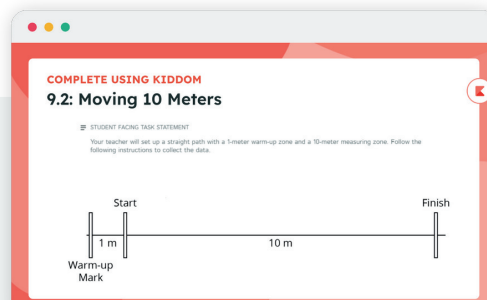 COMPLETE USING KIDDOM
9.2: Moving 10 Meters
STUDENT FACING TASK STATEMENT
Your teacher will set up a straight path with a 1-meter warm-up zone and a 10-meter measuring zone. Follow the
following instructions to collect the data.
Start
Finish
1 m
10 m
Warm-up
Mark